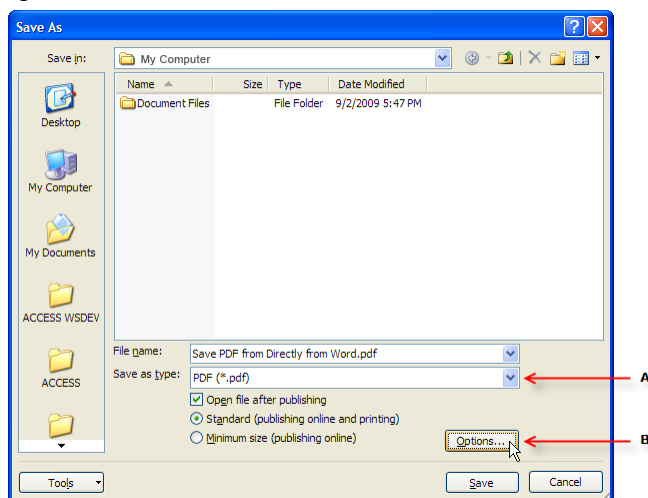 Save As
Save in:
My Computer
Name Size Type Date Modified
Document Files File Folder 9/2/2009 5:47 PM
Desktop
My Computer
My Documents
ACCESS WSDEV
ACCESS
File name: Save PDF from Directly from Word.pdf
Save as type: PDF (*.pdf)
A
Open file after publishing
Standard (publishing online and printing)
Minimum size (publishing online)
Options...
B
Tools
Save
Cancel